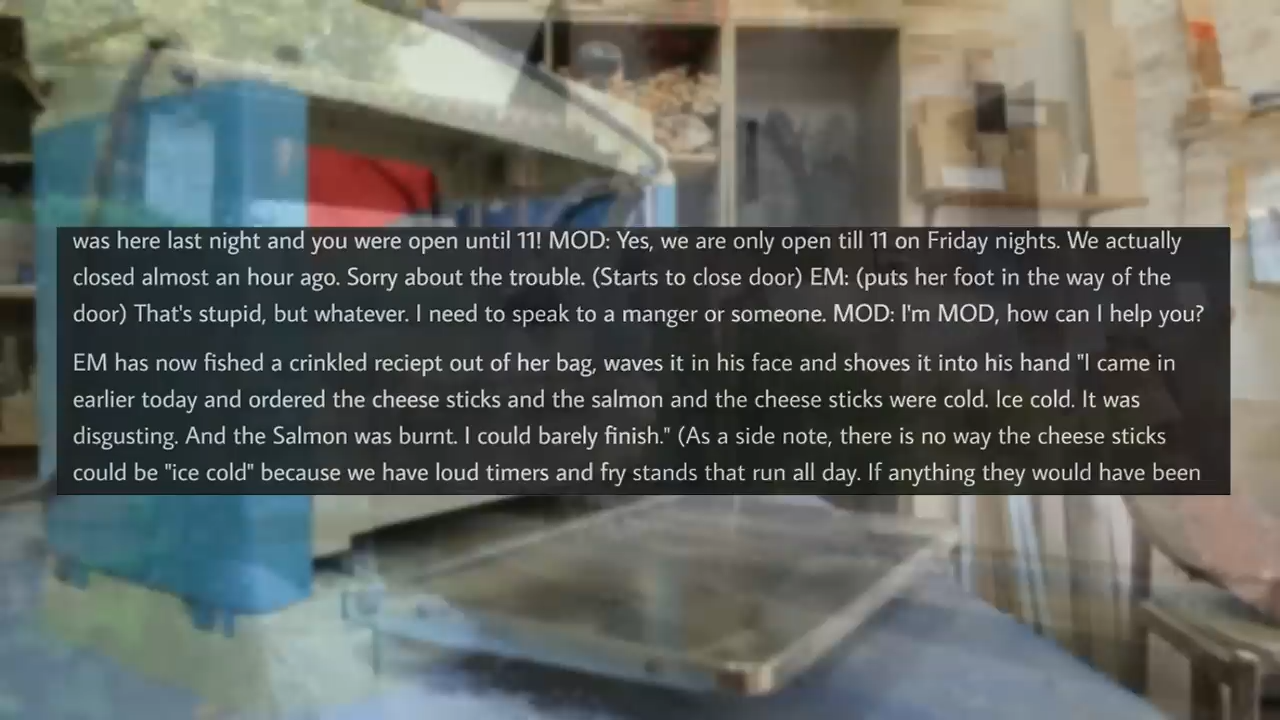 was here last night and you were open until 11! MOD: Yes, we are only open till 11 on Friday nights. We actually
closed almost an hour ago. Sorry about the trouble. (Starts to close door) EM: (puts her foot in the way of the
door) That's stupid, but whatever. I need to speak to a manger or someone. MOD: I'm MOD, how can I help you?
EM has now fished a crinkled reciept out of her bag, waves it in his face and shoves it into his hand "I came in
earlier today and ordered the cheese sticks and the salmon and the cheese sticks were cold. Ice cold. It was
disgusting. And the Salmon was burnt. I could barely finish." (As a side note, there is no way the cheese sticks
could be "ice cold" because we have loud timers and fry stands that run all day. If anything they would have been